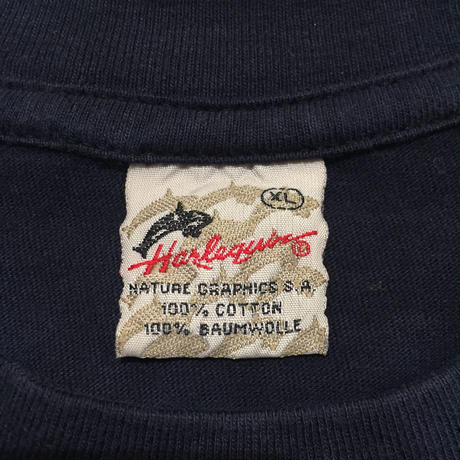 XL
Harlequin®
NATURE GRAPHICS S.A.
100% COTTON
100% BAUMWOLLE